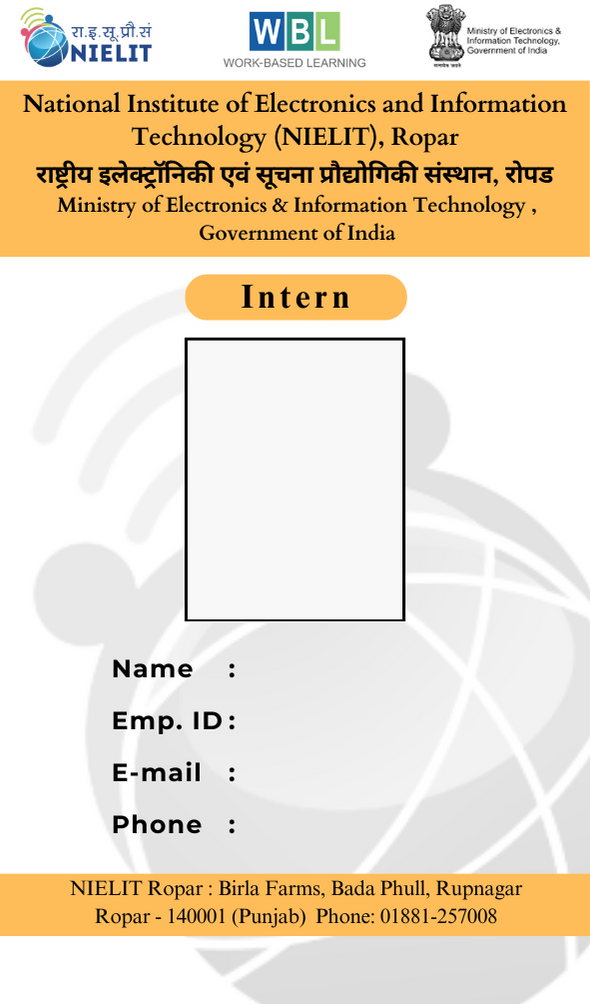 रा.इ.सू.प्रौ.सं
NIELIT
WBL
WORK-BASED LEARNING
सत्यमेव जयते
Ministry of Electronics &
Information Technology,
Government of India
National Institute of Electronics and Information
Technology (NIELIT), Ropar
राष्ट्रीय इलेक्ट्रॉनिकी एवं सूचना प्रौद्योगिकी संस्थान, रोपड
Ministry of Electronics & Information Technology ,
Government of India
Intern
Name :
Emp. ID :
E-mail :
Phone :
NIELIT Ropar : Birla Farms, Bada Phull, Rupnagar
Ropar - 140001 (Punjab) Phone: 01881-257008